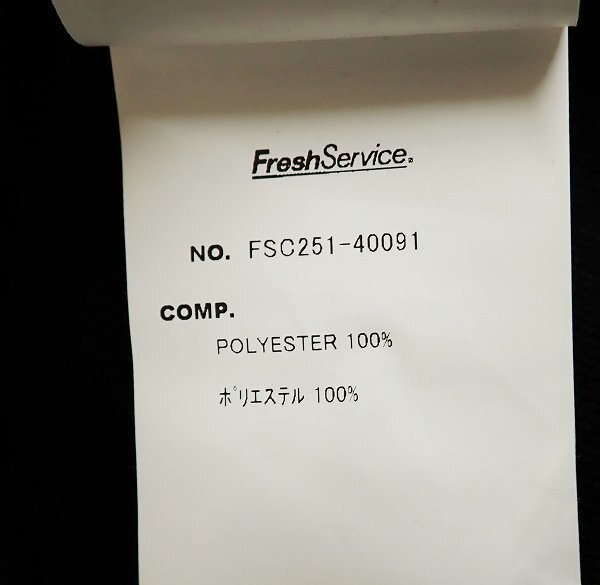 FreshService®
NO. FSC251-40091
COMP.
POLYESTER 100%
ﾎﾟﾘｴｽﾃﾙ 100%